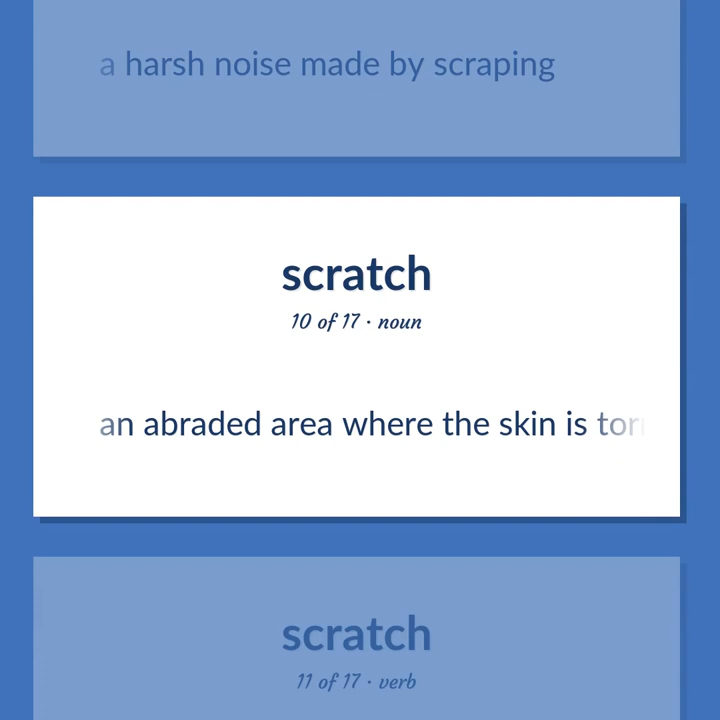 a harsh noise made by scraping
scratch
10 of 17 · noun
an abraded area where the skin is torn
scratch
11 of 17 · verb